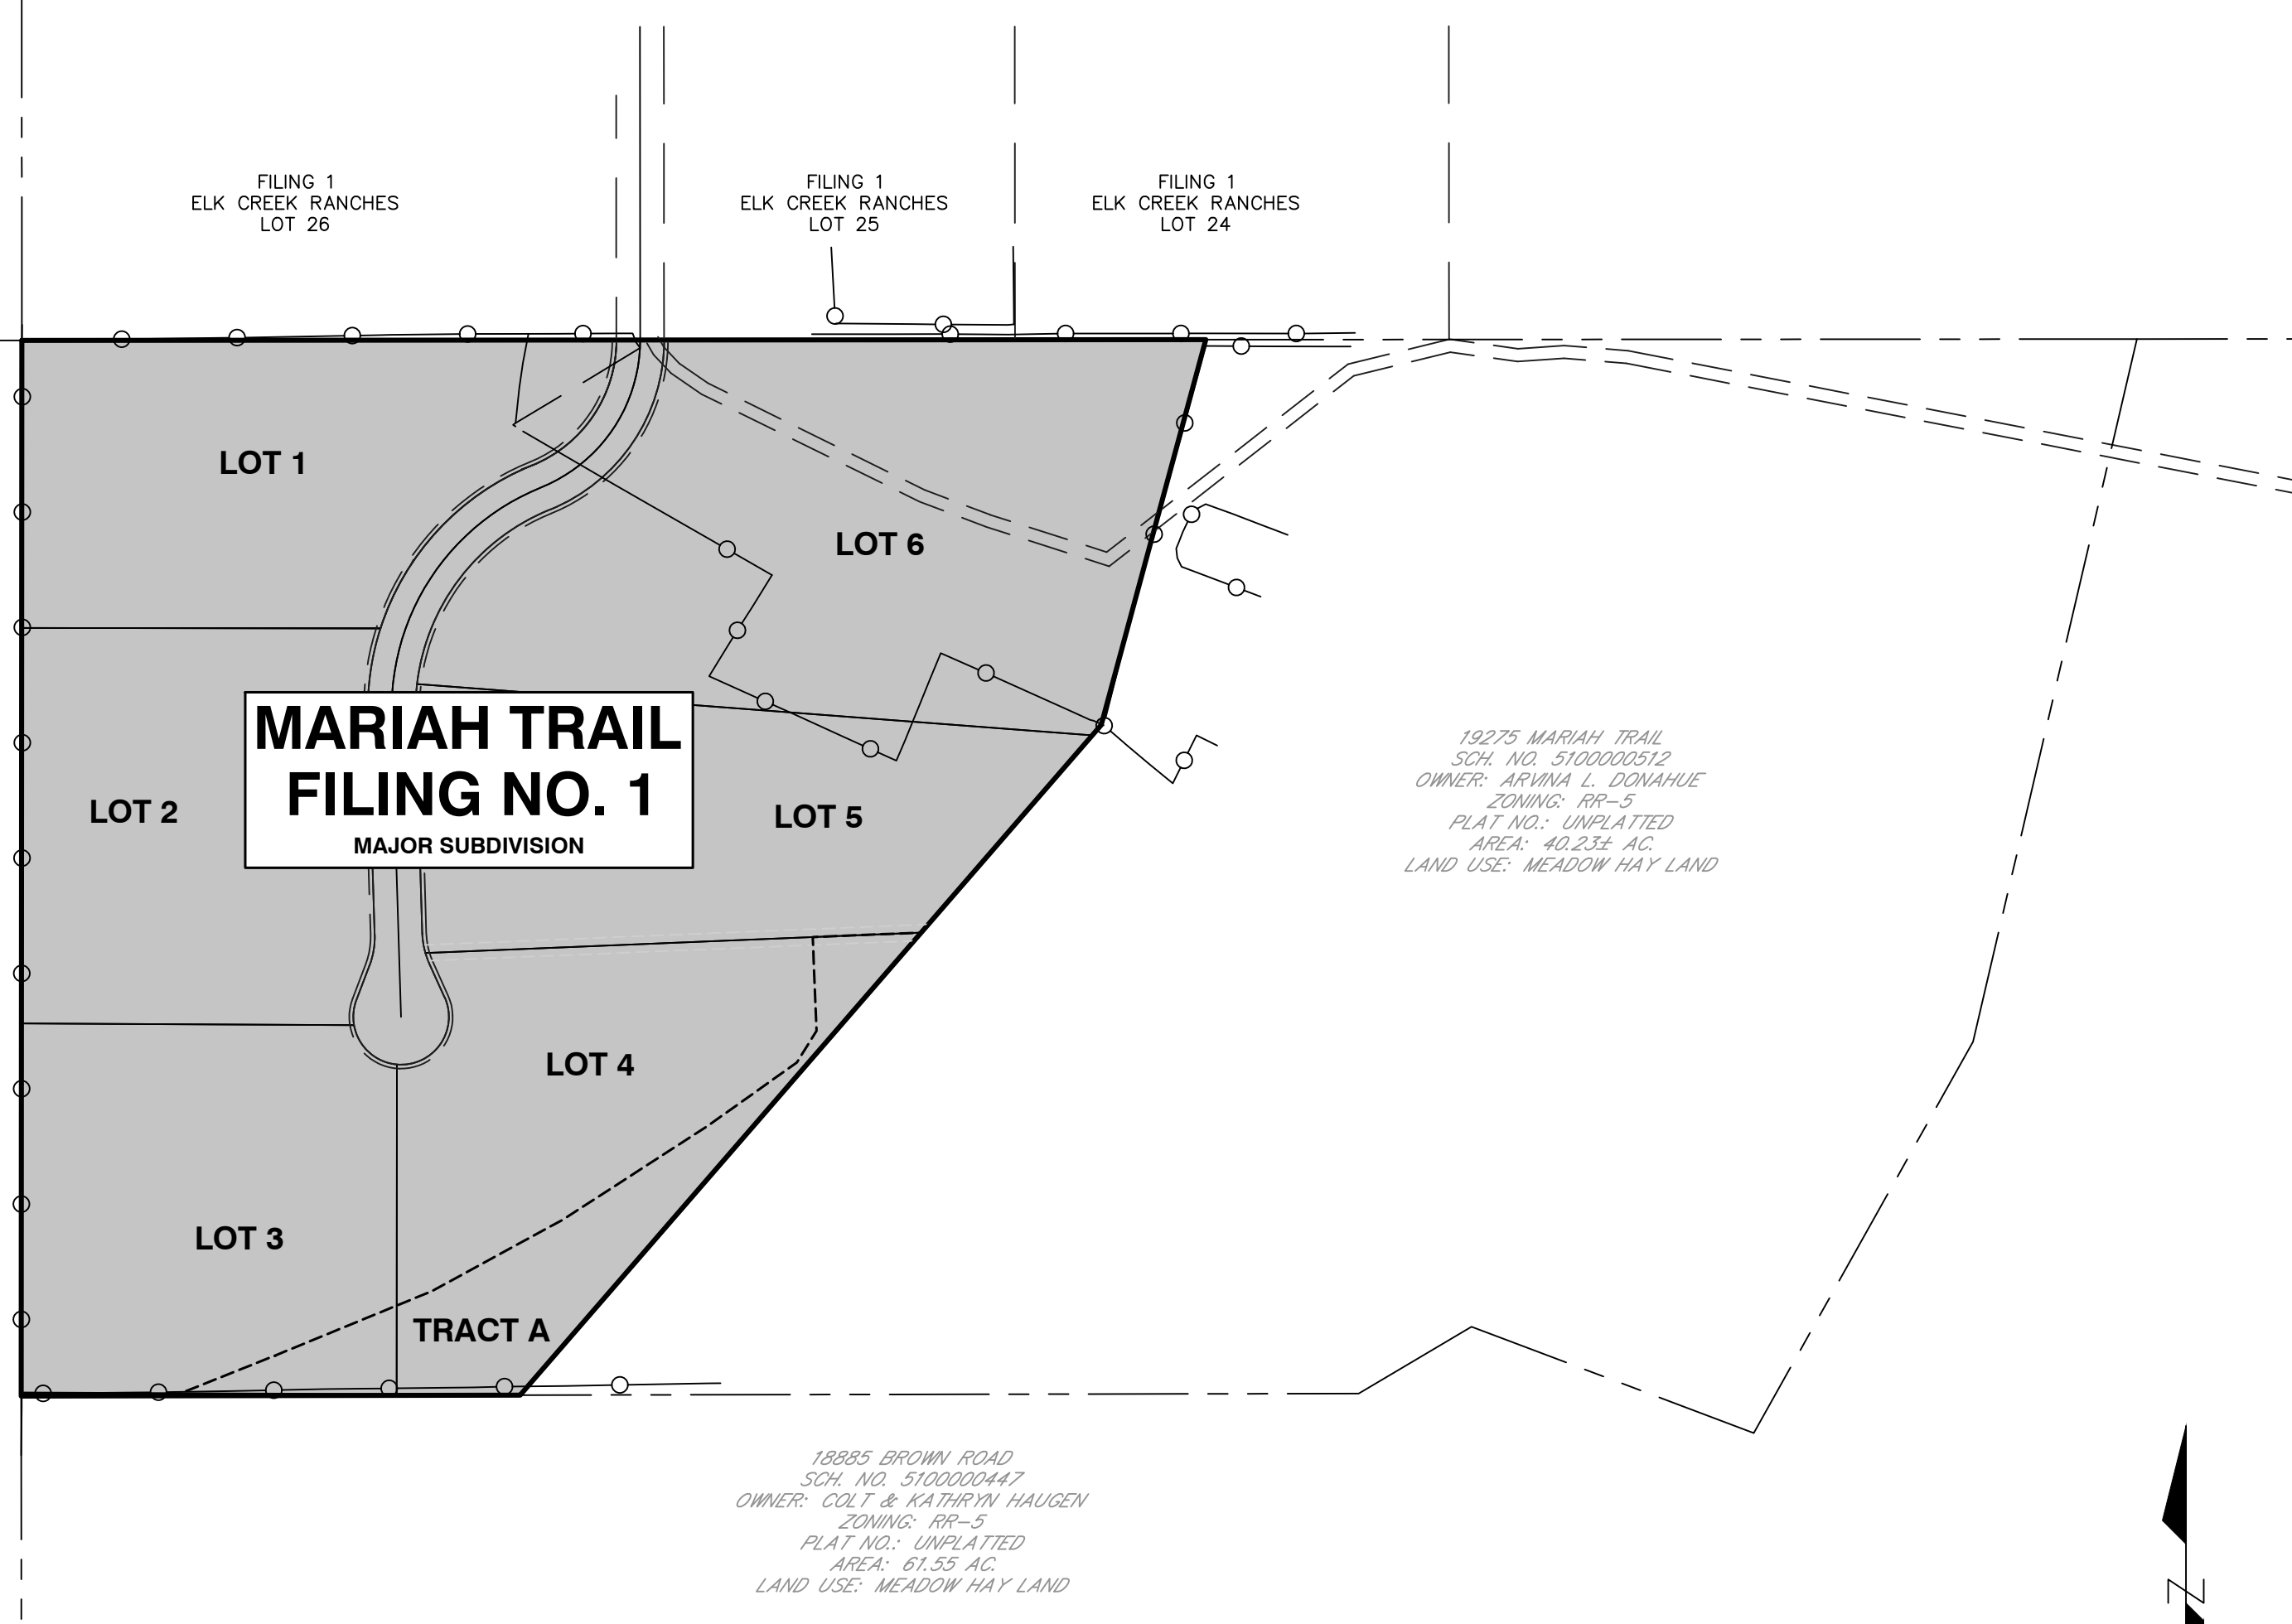 FILING 1
ELK CREEK RANCHES
LOT 26
FILING 1
ELK CREEK RANCHES
LOT 25
FILING 1
ELK CREEK RANCHES
LOT 24
LOT 1
LOT 6
MARIAH TRAIL
FILING NO. 1
MAJOR SUBDIVISION
LOT 2
LOT 5
19275 MARIAH TRAIL
SCH. NO. 5100000512
OWNER: ARVINA L. DONAHUE
ZONING: RR-5
PLAT NO.: UNPLATTED
AREA: 40.23± AC.
LAND USE: MEADOW HAY LAND
LOT 4
LOT 3
TRACT A
18885 BROWN ROAD
SCH. NO. 5100000447
OWNER: COLT & KATHRYN HAUGEN
ZONING: RR-5
PLAT NO.: UNPLATTED
AREA: 61.55 AC.
LAND USE: MEADOW HAY LAND
N